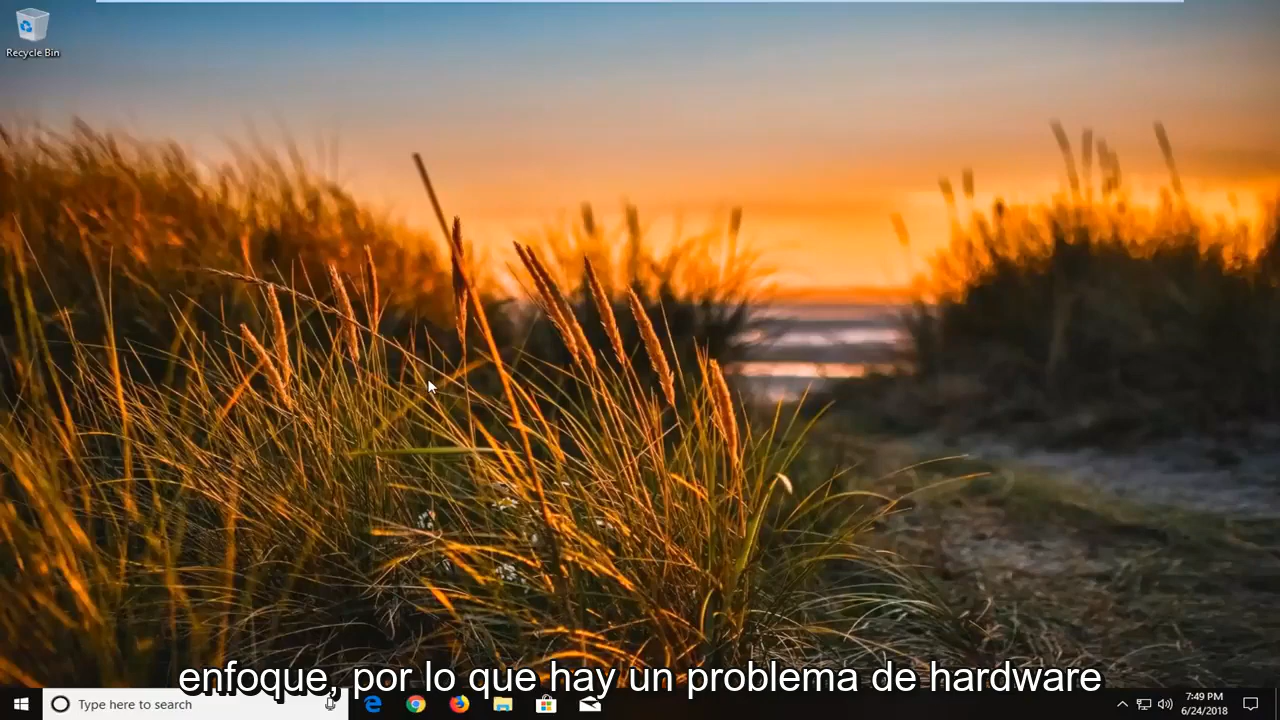 Recycle Bin
enfoque, por lo que hay un problema de hardware
Type here to search
7:49 PM
6/24/2018